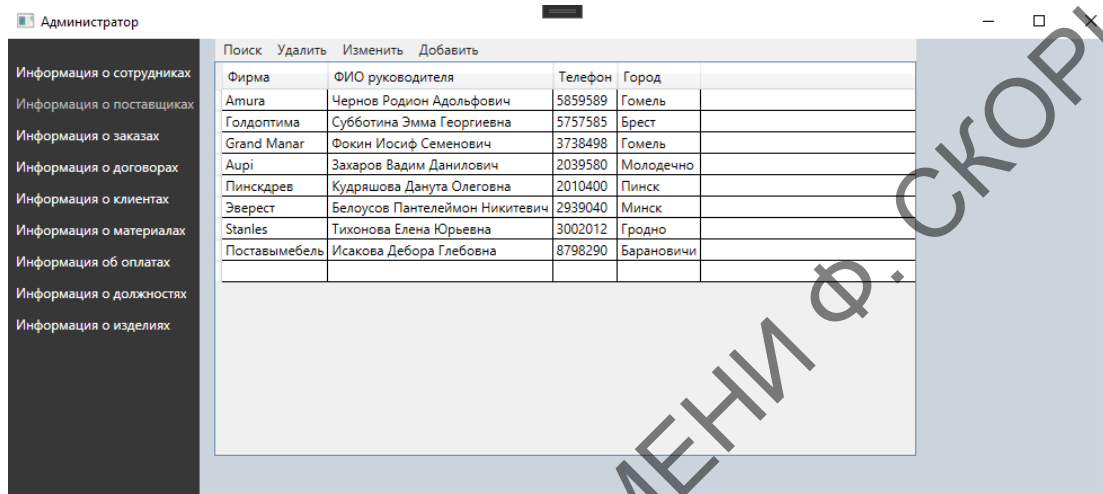 Администратор
Поиск Удалить Изменить Добавить
Информация о сотрудниках
Информация о поставщиках
Информация о заказах
Информация о договорах
Информация о клиентах
Информация о материалах
Информация об оплатах
Информация о должностях
Информация о изделиях
Фирма ФИО руководителя Телефон Город
Amura Чернов Родион Адольфович 5859589 Гомель
Голдоптима Субботина Эмма Георгиевна 5757585 Брест
Grand Manar Фокин Иосиф Семенович 3738498 Гомель
Aupi Захаров Вадим Данилович 2039580 Молодечно
Пинскдрев Кудряшова Данута Олеговна 2010400 Пинск
Эверест Белоусов Пантелеймон Никитевич 2939040 Минск
Stanles Тихонова Елена Юрьевна 3002012 Гродно
Поставымебель Исакова Дебора Глебовна 8798290 Барановичи
МЕНИ Ф. СКОРИ